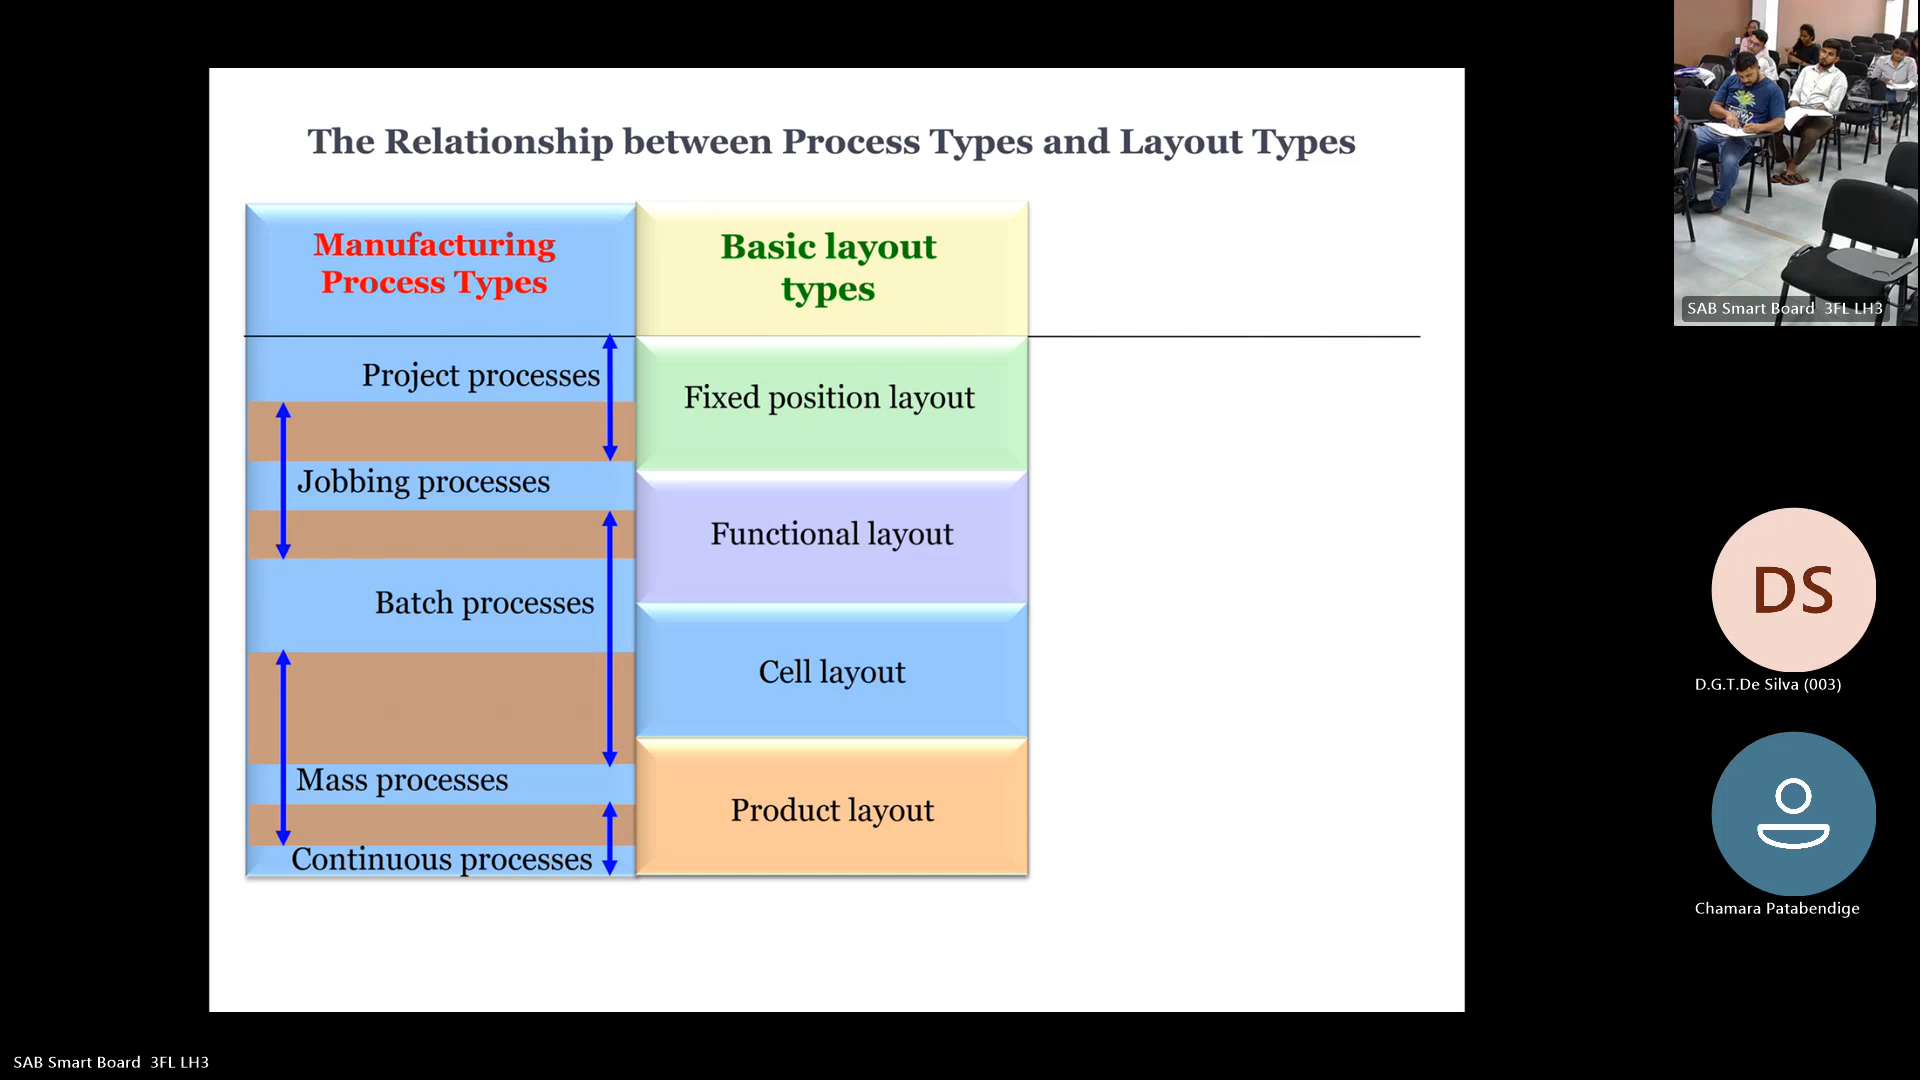 The Relationship between Process Types and Layout Types
Manufacturing
Process Types
Basic layout
types
Project processes
Fixed position layout
Jobbing processes
Functional layout
Batch processes
Cell layout
Mass processes
Product layout
Continuous processes
SAB Smart Board 3FL LH3
DS
D.G.T.De Silva (003)
Chamara Patabendige
SAB Smart Board 3FL LH3